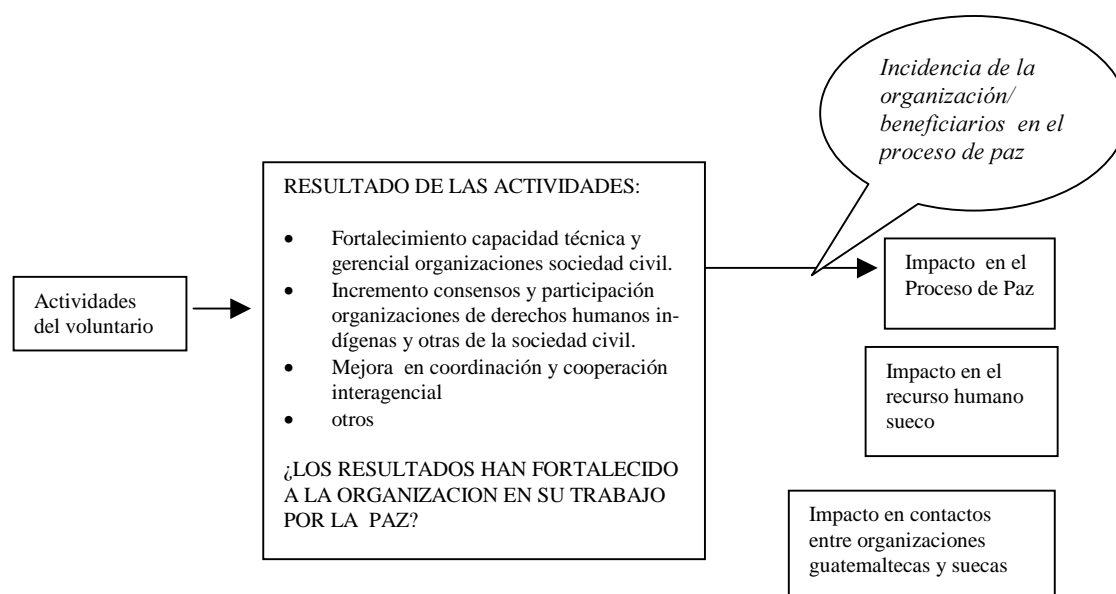 Incidencia de la
organización/
beneficiarios en el
proceso de paz
RESULTADO DE LAS ACTIVIDADES:
• Fortalecimiento capacidad técnica y
gerencial organizaciones sociedad civil.
• Incremento consensos y participación
organizaciones de derechos humanos in-
dígenas y otras de la sociedad civil.
• Mejora en coordinación y cooperación
interagencial
• otros
¿LOS RESULTADOS HAN FORTALECIDO
A LA ORGANIZACION EN SU TRABAJO
POR LA PAZ?
Actividades
del voluntario
Impacto en el
Proceso de Paz
Impacto en el
recurso humano
sueco
Impacto en contactos
entre organizaciones
guatemaltecas y suecas